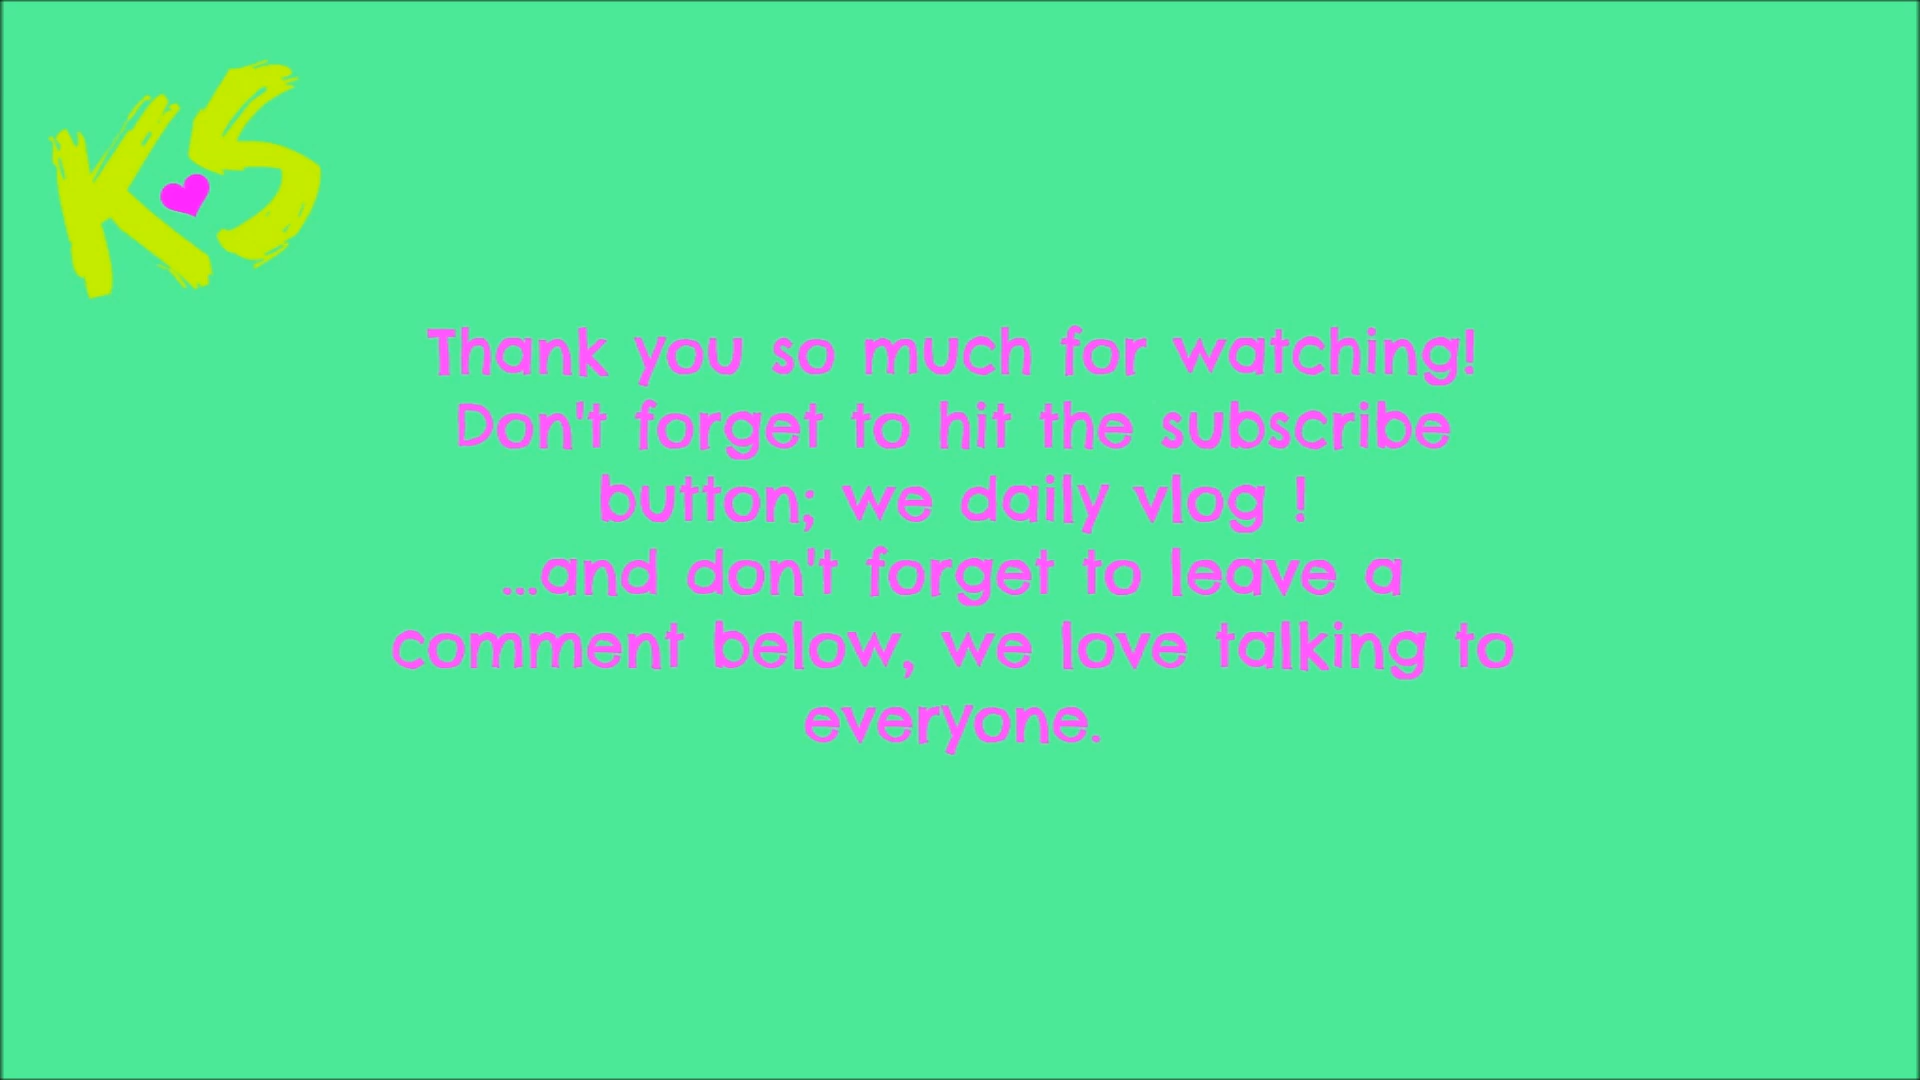 K S
Thank you so much for watching!
Don't forget to hit the subscribe
button; we daily vlog !
...and don't forget to leave a
comment below, we love talking to
everyone.